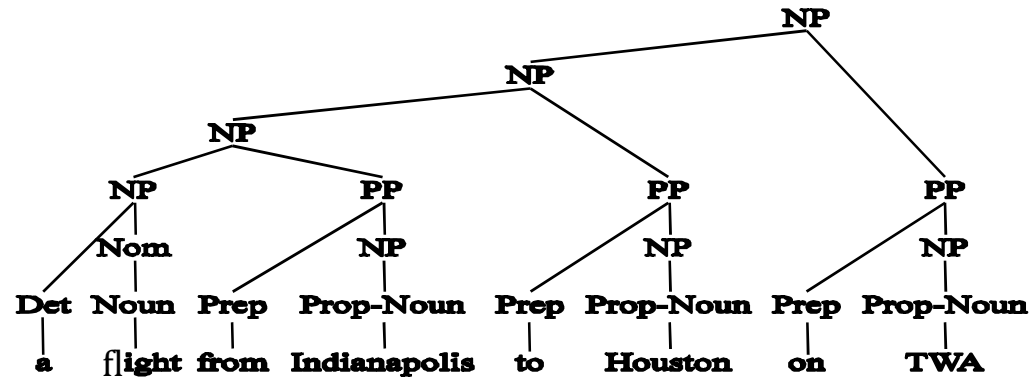 NP
NP
NP
NP PP PP PP
Nom NP NP NP
Det Noun Prep Prop-Noun Prep Prop-Noun Prep Prop-Noun
a flight from Indianapolis to Houston on TWA